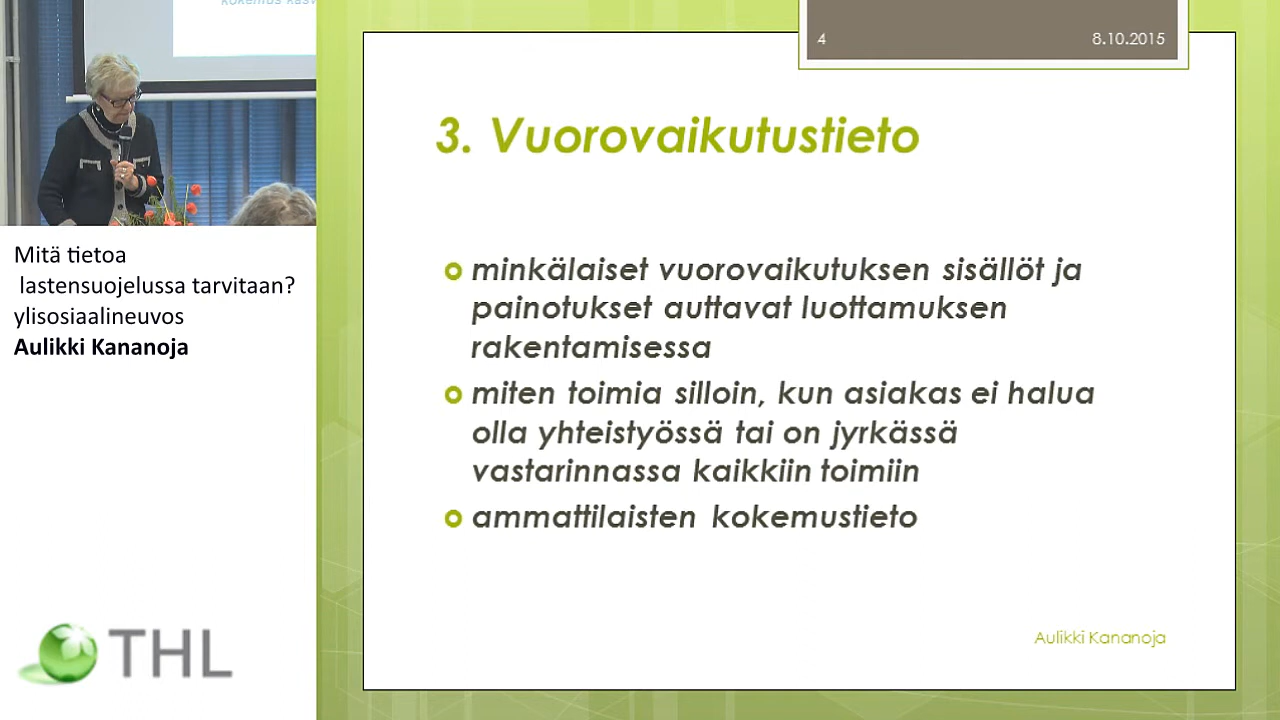 kokemus kasv
Mitä tietoa
lastensuojelussa tarvitaan?
ylisosiaalineuvos
Aulikki Kananoja
THL
4
8.10.2015
3. Vuorovaikutustieto
minkälaiset vuorovaikutuksen sisällöt ja
painotukset auttavat luottamuksen
rakentamisessa
miten toimia silloin, kun asiakas ei halua
olla yhteistyössä tai on jyrkässä
vastarinnassa kaikkiin toimiin
ammattilaisten kokemustieto
Aulikki Kananoja